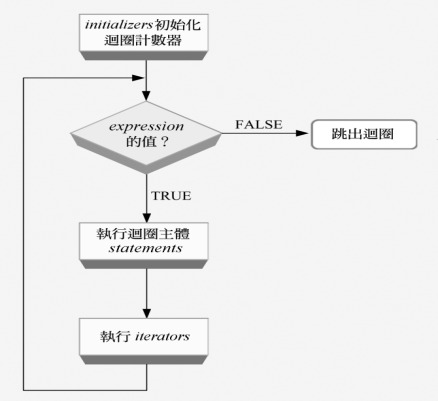 initializers初始化
迴圈計數器
expression
的值？
FALSE
跳出迴圈
TRUE
執行迴圈主體
statements
執行 iterators